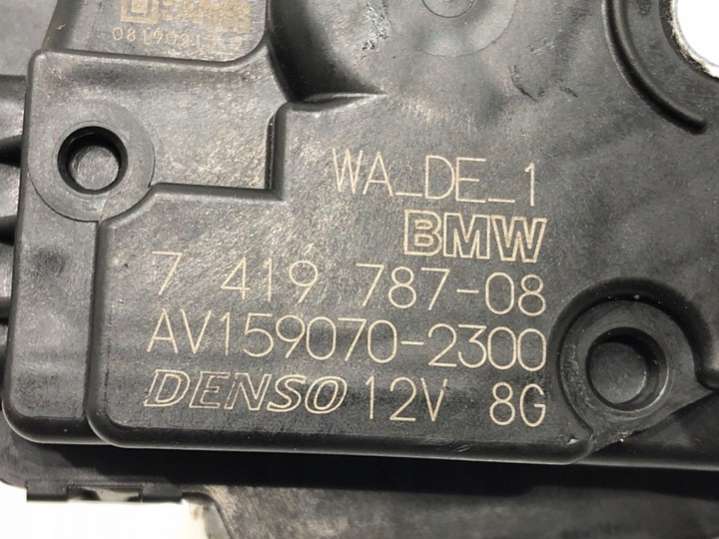 WA_DE_1
BMW
7 419 787-08
AV159070-2300
DENSO 12V 8G